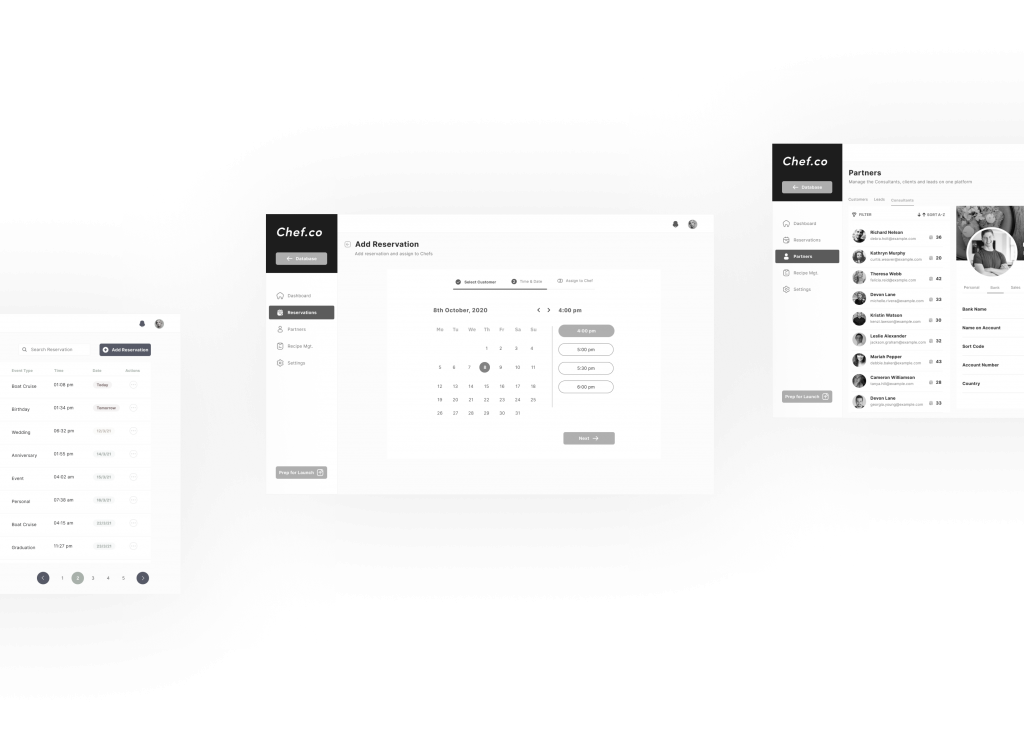 Search Reservation
Add Reservation
Event Type Time Date Actions
Boat Cruise 01:08 pm Today
Birthday 01:34 pm Tomorrow
Wedding 08:32 pm 12/3/21
Anniversary 01:55 pm 14/3/21
Event 04:02 am 15/3/21
Personal 07:38 am 18/3/21
Boat Cruise 04:15 am 22/3/21
Graduation 11:27 pm 22/3/21
1 2 3 4 5
Chef.co
Database
Dashboard
Reservations
Partners
Recipe Mgt.
Settings
Prep for Launch
Add Reservation
Add reservation and assign to Chefs
Select Customer
2 Time & Date
Assign to Chef
8th October, 2020
Mo Tu We Th Fr Sa Su
1 2 3 4
5 6 7 8 9 10 11
12 13 14 15 16 17 18
19 20 21 22 23 24 25
26 27 28 29 30 31
4:00 pm
4:00 pm
5:00 pm
5:30 pm
6:00 pm
Next
Chef.co
Database
Dashboard
Reservations
Partners
Recipe Mgt.
Settings
Prep for Launch
Partners
Manage the Consultants, clients and leads on one platform
Customers Leads Consultants
FILTER
SORT A-Z
Richard Nelson
debra.holt@example.com
36
Kathryn Murphy
curtis.weaver@example.com
20
Theresa Webb
felicia.reid@example.com
42
Devon Lane
michelle.rivera@example.com
33
Kristin Watson
kenzi.lawson@example.com
30
Leslie Alexander
jackson.graham@example.com
32
Mariah Pepper
debbie.baker@example.com
43
Cameron Williamson
tanya.hill@example.com
28
Devon Lane
georgia.young@example.com
33
Personal Bank Sales
Bank Name
Name on Account
Sort Code
Account Number
Country